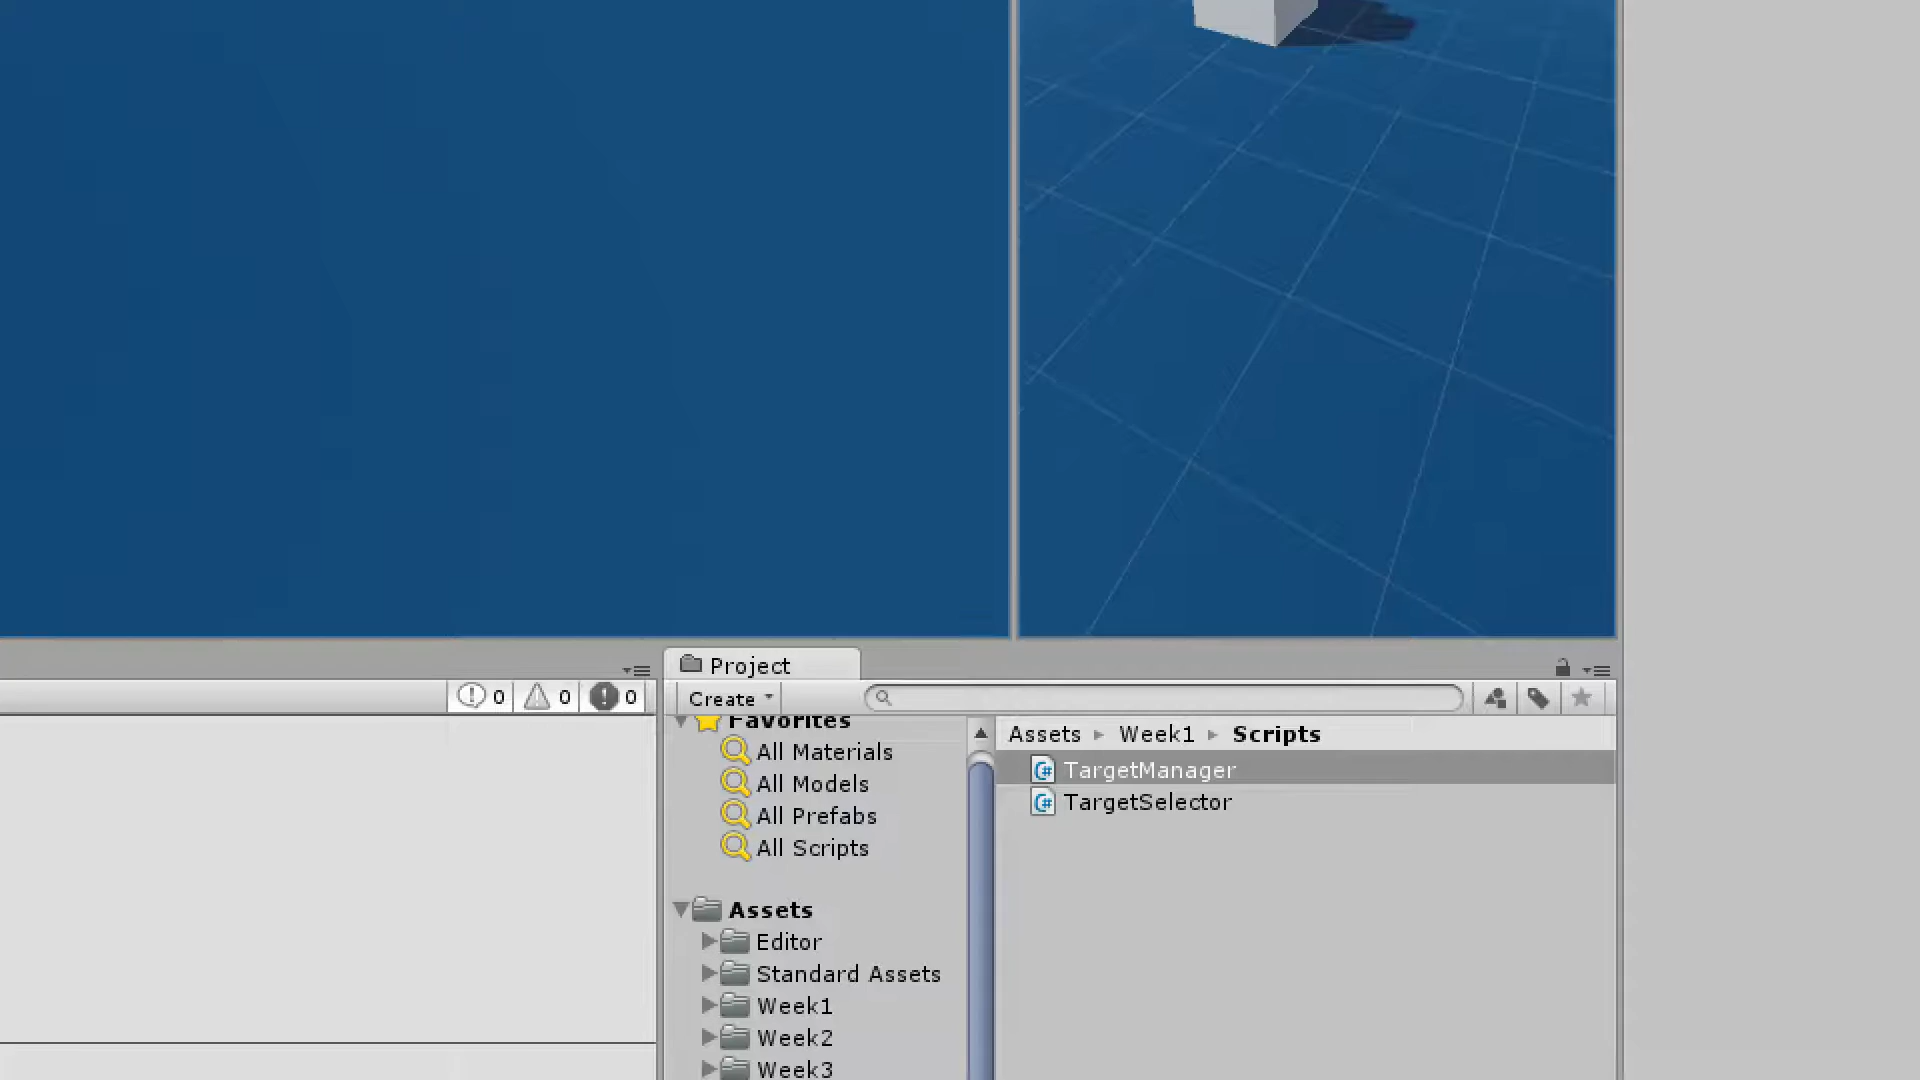 Project
0 0 0
Create
Favorites
All Materials
All Models
All Prefabs
All Scripts
Assets
Editor
Standard Assets
Week1
Week2
Week3
Assets Week1 Scripts
TargetManager
TargetSelector